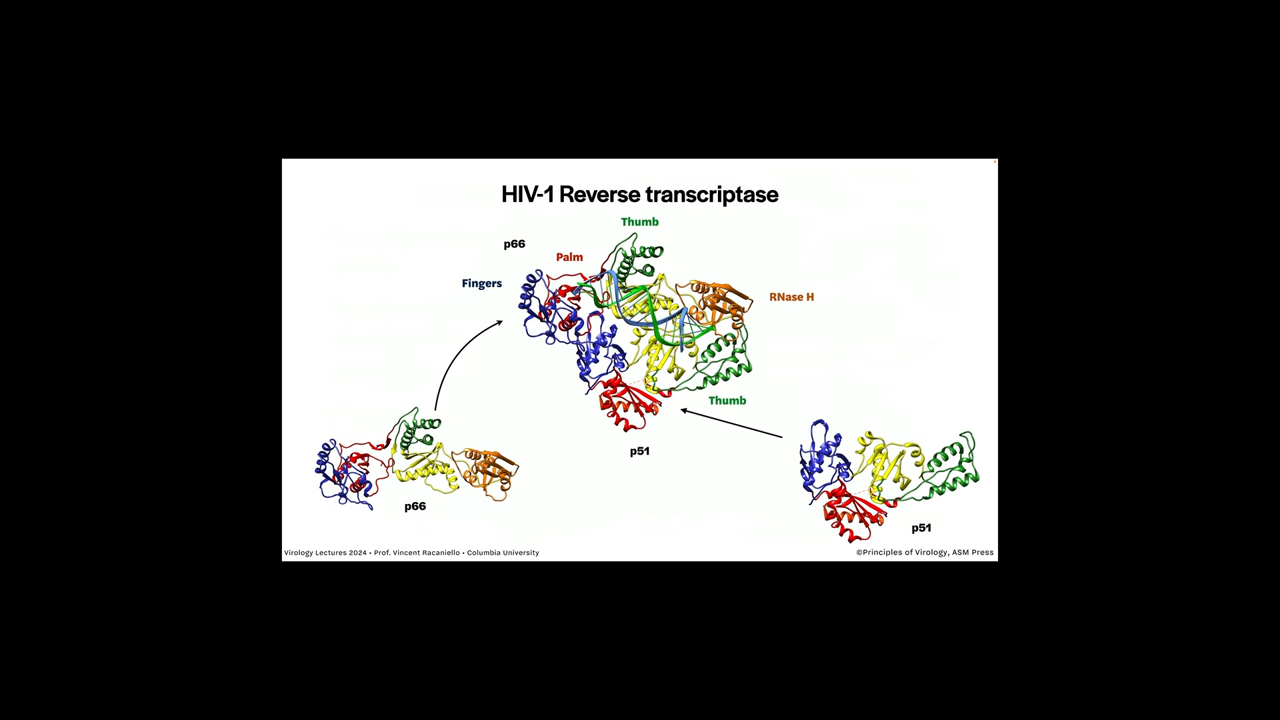 HIV-1 Reverse transcriptase
Thumb
p66
Palm
Fingers
RNase H
Thumb
p51
p66
p51
Virology Lectures 2024 • Prof. Vincent Racaniello • Columbia University
©Principles of Virology, ASM Press